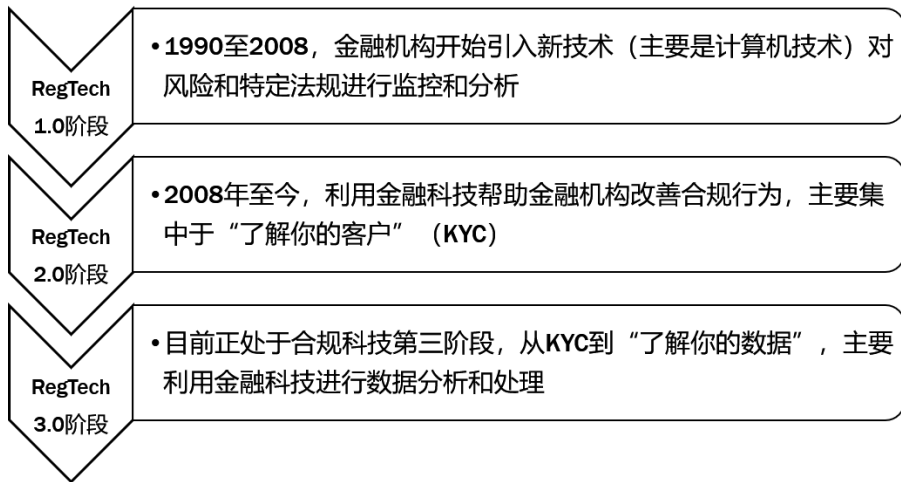 RegTech
1.0阶段
•1990至2008，金融机构开始引入新技术（主要是计算机技术）对
风险和特定法规进行监控和分析
RegTech
2.0阶段
•2008年至今，利用金融科技帮助金融机构改善合规行为，主要集
中于“了解你的客户”（KYC）
RegTech
3.0阶段
•目前正处于合规科技第三阶段，从KYC到“了解你的数据”，主要
利用金融科技进行数据分析和处理